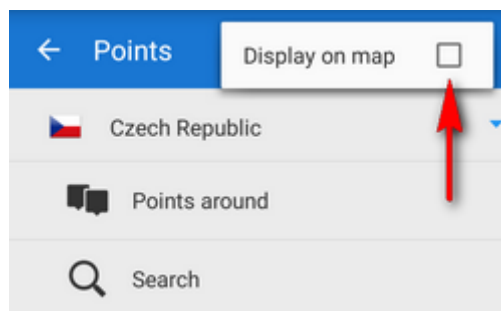 Points
Display on map
Czech Republic
Points around
Search